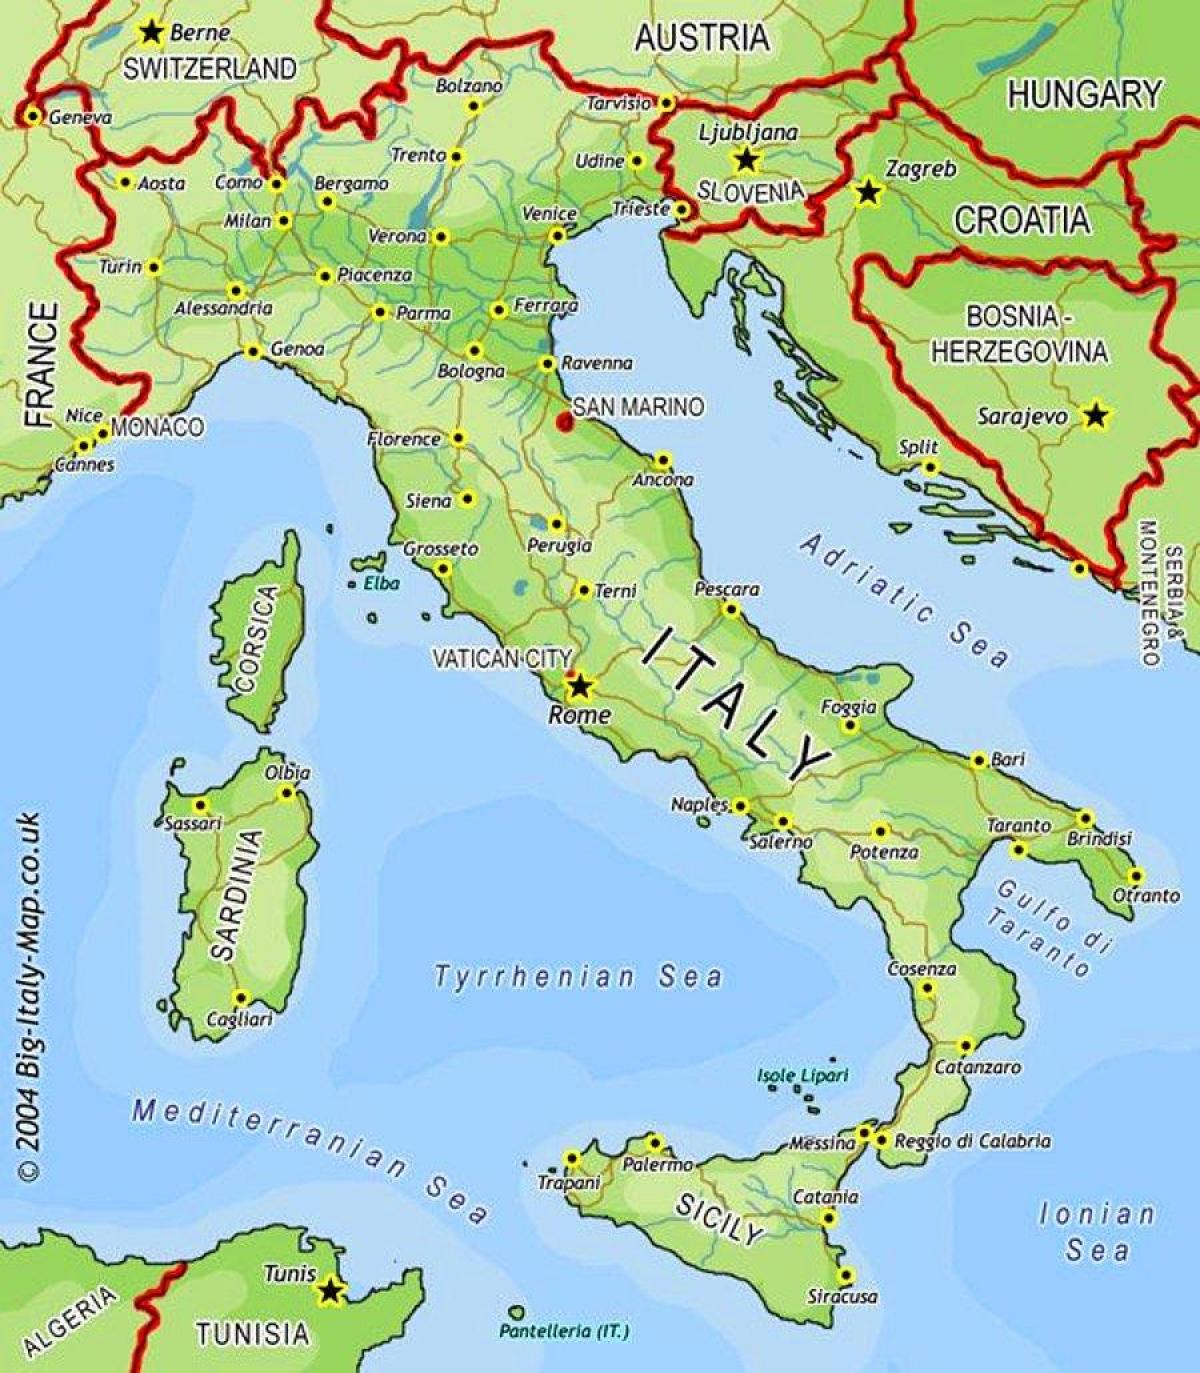 Berne
SWITZERLAND
AUSTRIA
HUNGARY
Geneva
Bolzano
Tarvisio
Ljubljana
Trento
Udine
Zagreb
Aosta
Como
Bergamo
SLOVENIA
Milan
Venice
Trieste
CROATIA
Verona
Turin
Piacenza
Alessandria
Parma
Ferrara
BOSNIA -
HERZEGOVINA
FRANCE
Genoa
Bologna
Ravenna
Nice
MONACO
SAN MARINO
Sarajevo
Cannes
Florence
Split
Ancona
Siena
Perugia
Grosseto
Elba
Terni
Pescara
Adriatic Sea
SERBIA &
MONTENEGRO
CORSICA
VATICAN CITY
Rome
ITALY
Foggia
Bari
Olbia
Sassari
Naples
Salerno
Potenza
Taranto
Brindisi
Otranto
SARDINIA
Gulfo di
Taranto
Cagliari
Tyrrhenian Sea
Cosenza
Catanzaro
Isole Lipari
Mediterranian Sea
Messina
Reggio di Calabria
Trapani
Palermo
SICILY
Catania
Ionian
Sea
Siracusa
Tunis
ALGERIA
TUNISIA
Pantelleria (IT.)
© 2004 Big-Italy-Map.co.uk